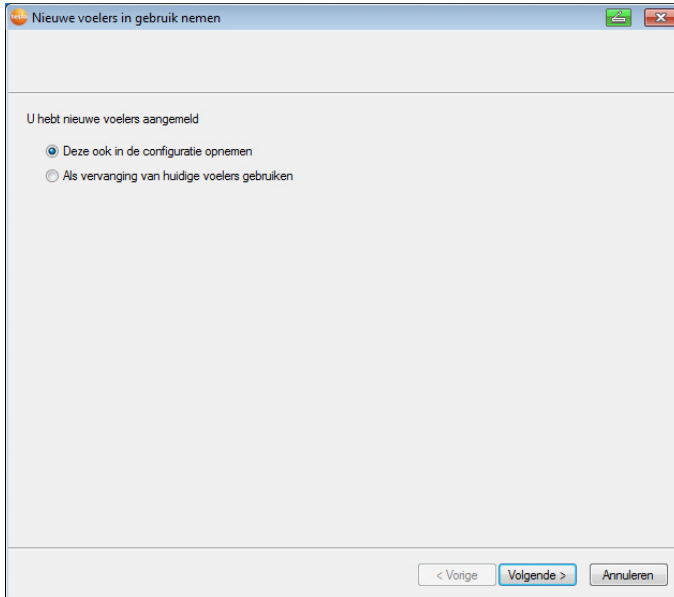 testo Nieuwe voelers in gebruik nemen
U hebt nieuwe voelers aangemeld
Deze ook in de configuratie opnemen
Als vervanging van huidige voelers gebruiken
< Vorige Volgende > Annuleren